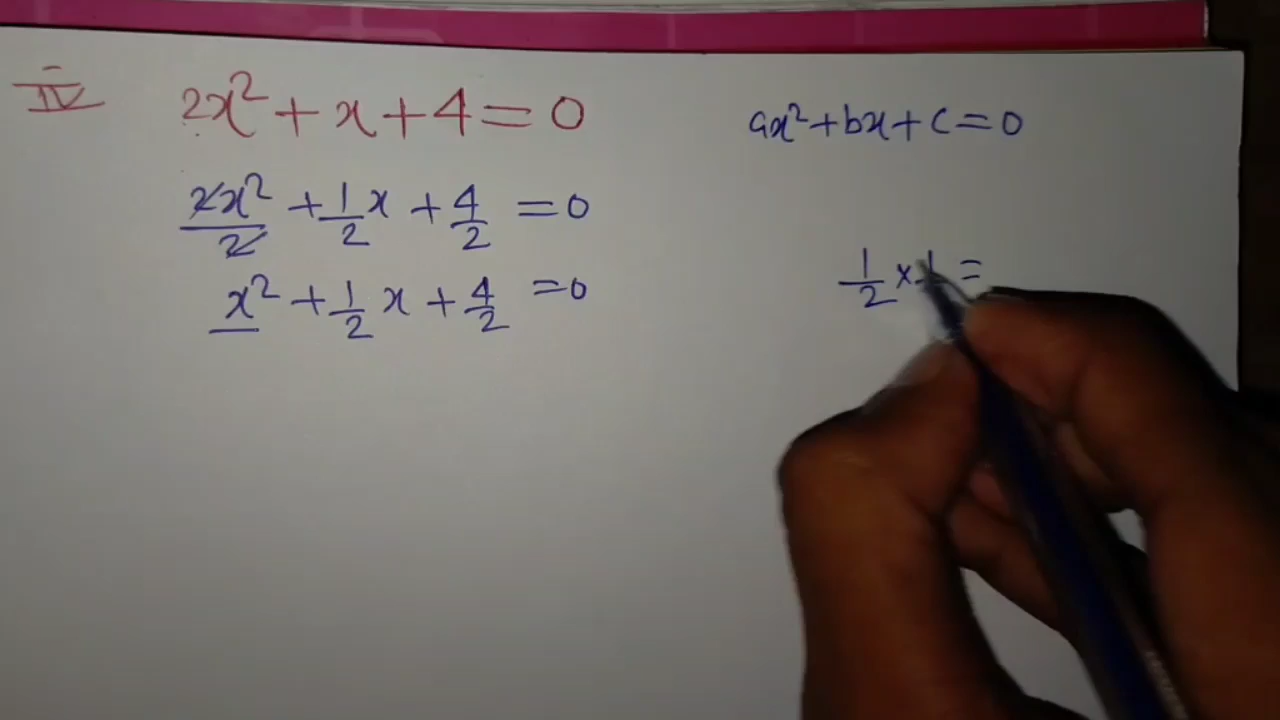 IV 2x² + x + 4 = 0
ax² + bx + c = 0
2x²/2 + 1/2 x + 4/2 = 0
x² + 1/2 x + 4/2 = 0
1/2 × 1 =